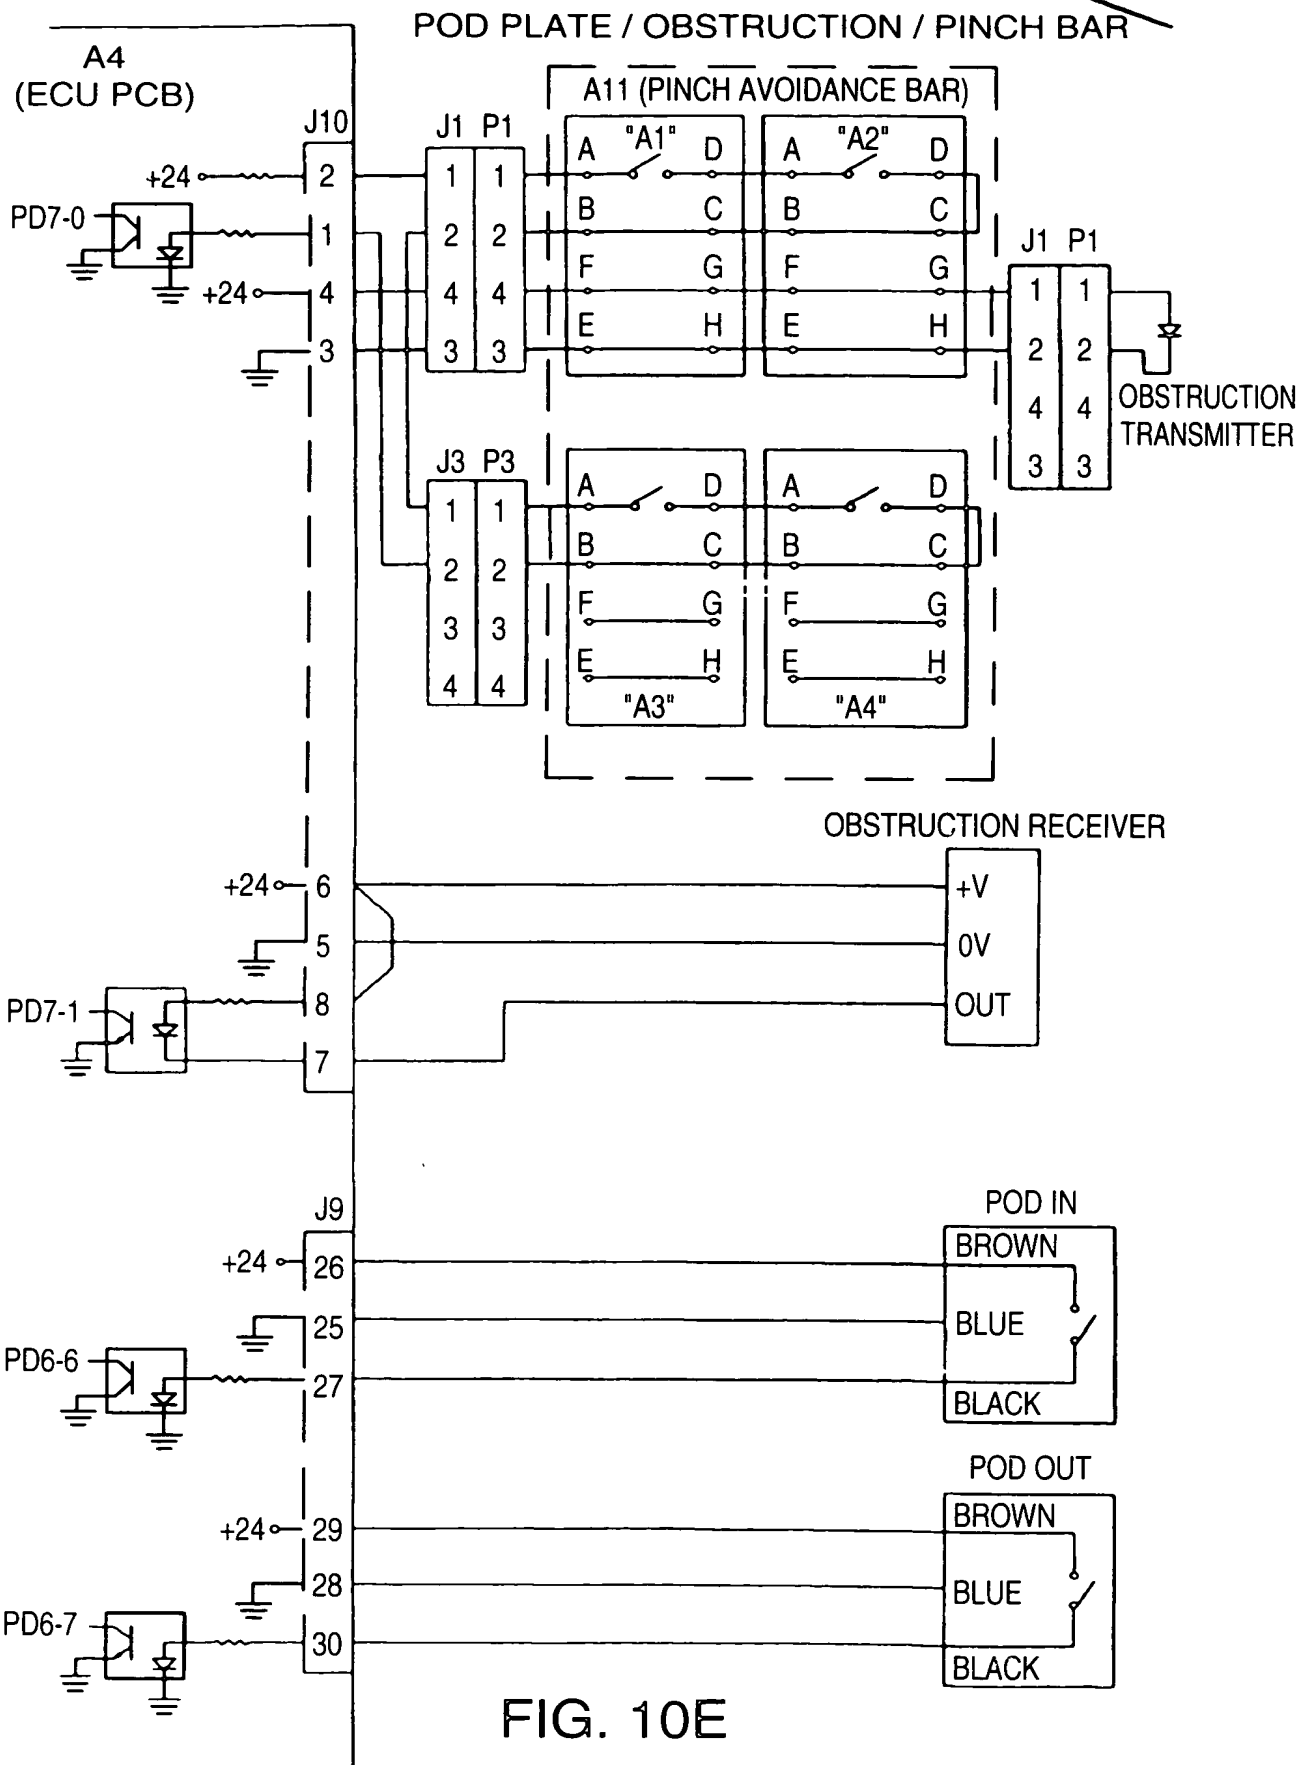 POD PLATE / OBSTRUCTION / PINCH BAR
A4
(ECU PCB)
A11 (PINCH AVOIDANCE BAR)
J10
J1 P1
"A1"
"A2"
A D A D
+24 2 1 1
B C B C
PD7-0 1 2 2
J1 P1
F G F G
+24 4 4 4 1 1
E H E H
3 3 3 2 2
4 4
OBSTRUCTION
TRANSMITTER
3 3
J3 P3
A D A D
1 1
B C B C
2 2
F G F G
3 3
E H E H
4 4
"A3" "A4"
OBSTRUCTION RECEIVER
+24 6 +V
5 0V
PD7-1 8 OUT
7
J9
POD IN
BROWN
+24 26
25 BLUE
PD6-6 27
BLACK
POD OUT
BROWN
+24 29
28 BLUE
PD6-7 30
BLACK
FIG. 10E